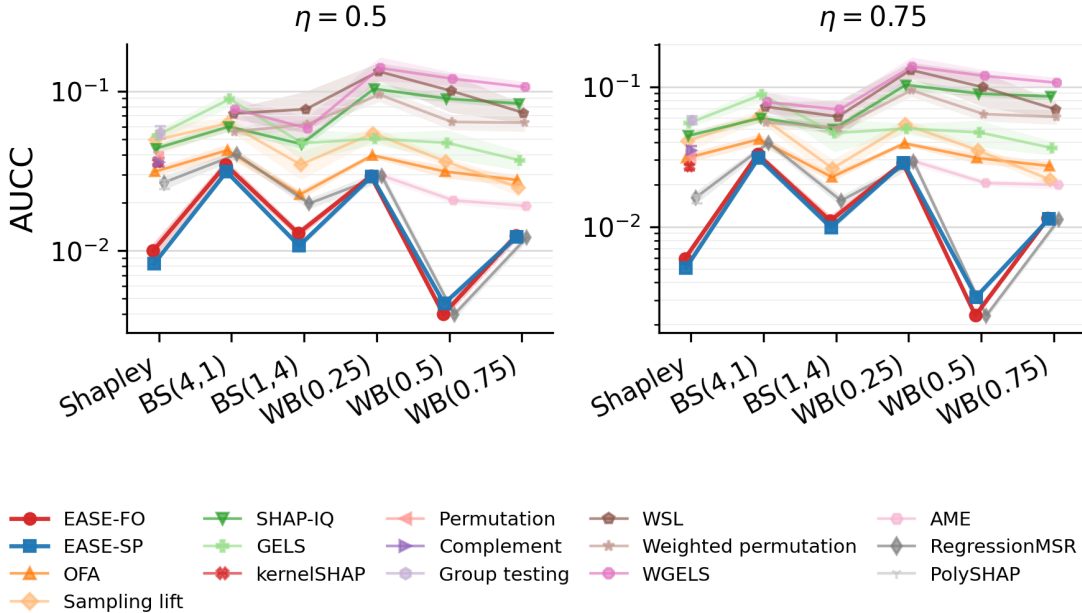 η = 0.5
η = 0.75
AUCC
10⁻¹
10⁻²
10⁻¹
10⁻²
Shapley
BS(4,1)
BS(1,4)
WB(0.25)
WB(0.5)
WB(0.75)
Shapley
BS(4,1)
BS(1,4)
WB(0.25)
WB(0.5)
WB(0.75)
EASE-FO
EASE-SP
OFA
Sampling lift
SHAP-IQ
GELS
kernelSHAP
Permutation
Complement
Group testing
WSL
Weighted permutation
WGELS
AME
RegressionMSR
PolySHAP